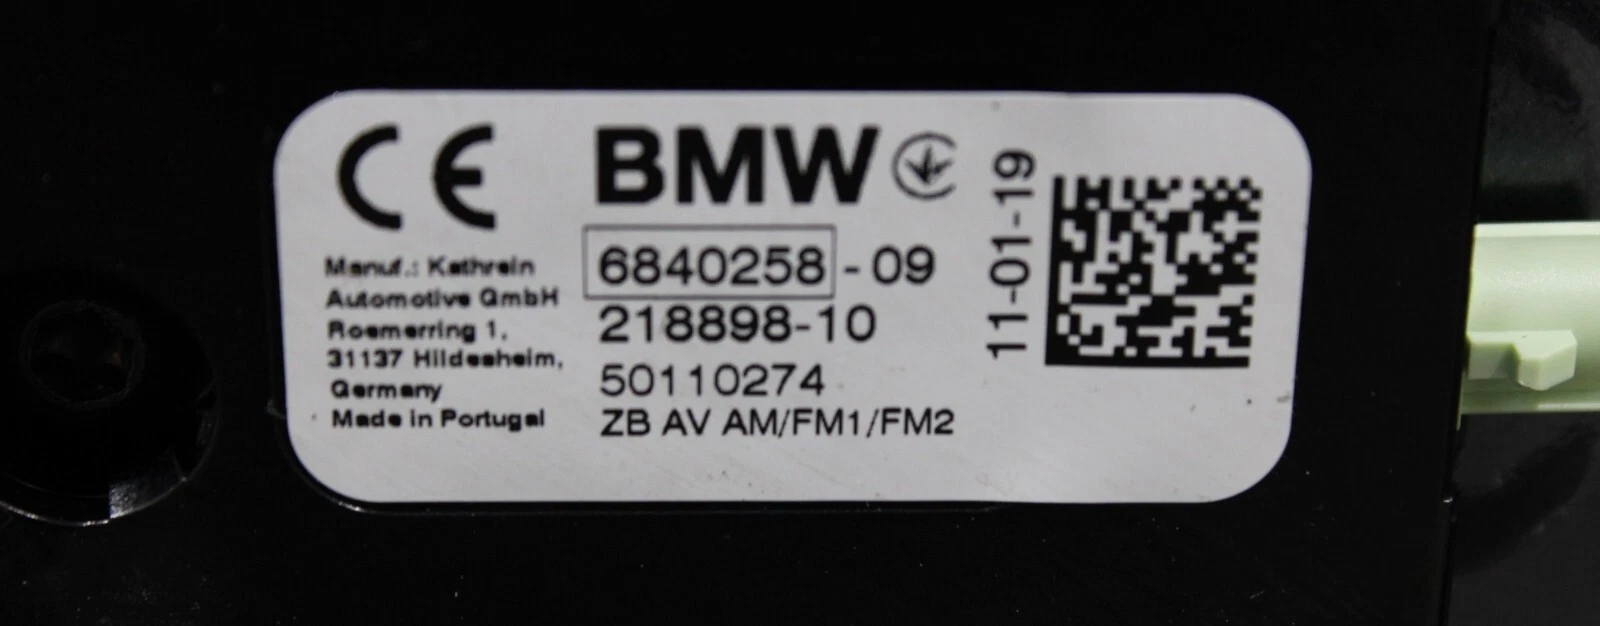 CE
BMW
6840258 - 09
218898-10
50110274
ZB AV AM/FM1/FM2
Manuf.: Kathrein
Automotive GmbH
Roemerring 1,
31137 Hildesheim,
Germany
Made in Portugal
11-01-19